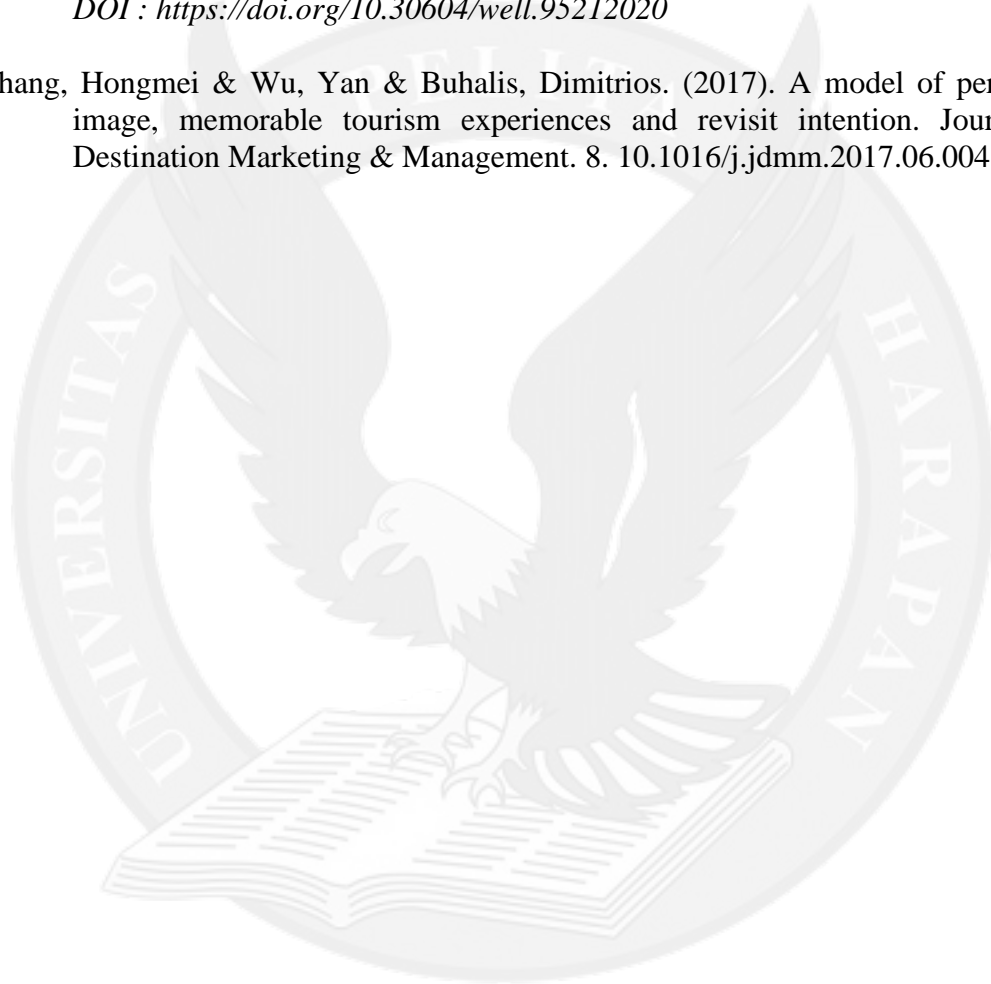 DOI : https://doi.org/10.30604/well.95212020
hang, Hongmei & Wu, Yan & Buhalis, Dimitrios. (2017). A model of per
image, memorable tourism experiences and revisit intention. Jour
Destination Marketing & Management. 8. 10.1016/j.jdmm.2017.06.004
UNIVERSITAS PELITA HARAPAN